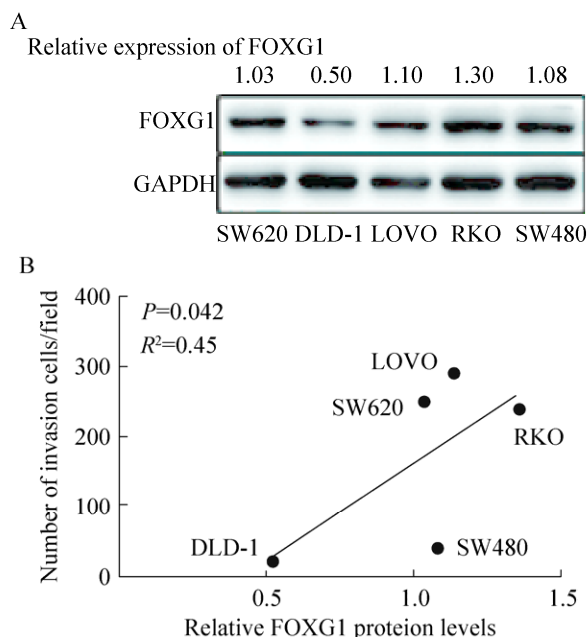 A
Relative expression of FOXG1
1.03 0.50 1.10 1.30 1.08
FOXG1
GAPDH
SW620 DLD-1 LOVO RKO SW480
B
400
300
200
100
0
Number of invasion cells/field
P=0.042
R²=0.45
LOVO
SW620
RKO
DLD-1
SW480
0.5 1.0 1.5
Relative FOXG1 proteion levels